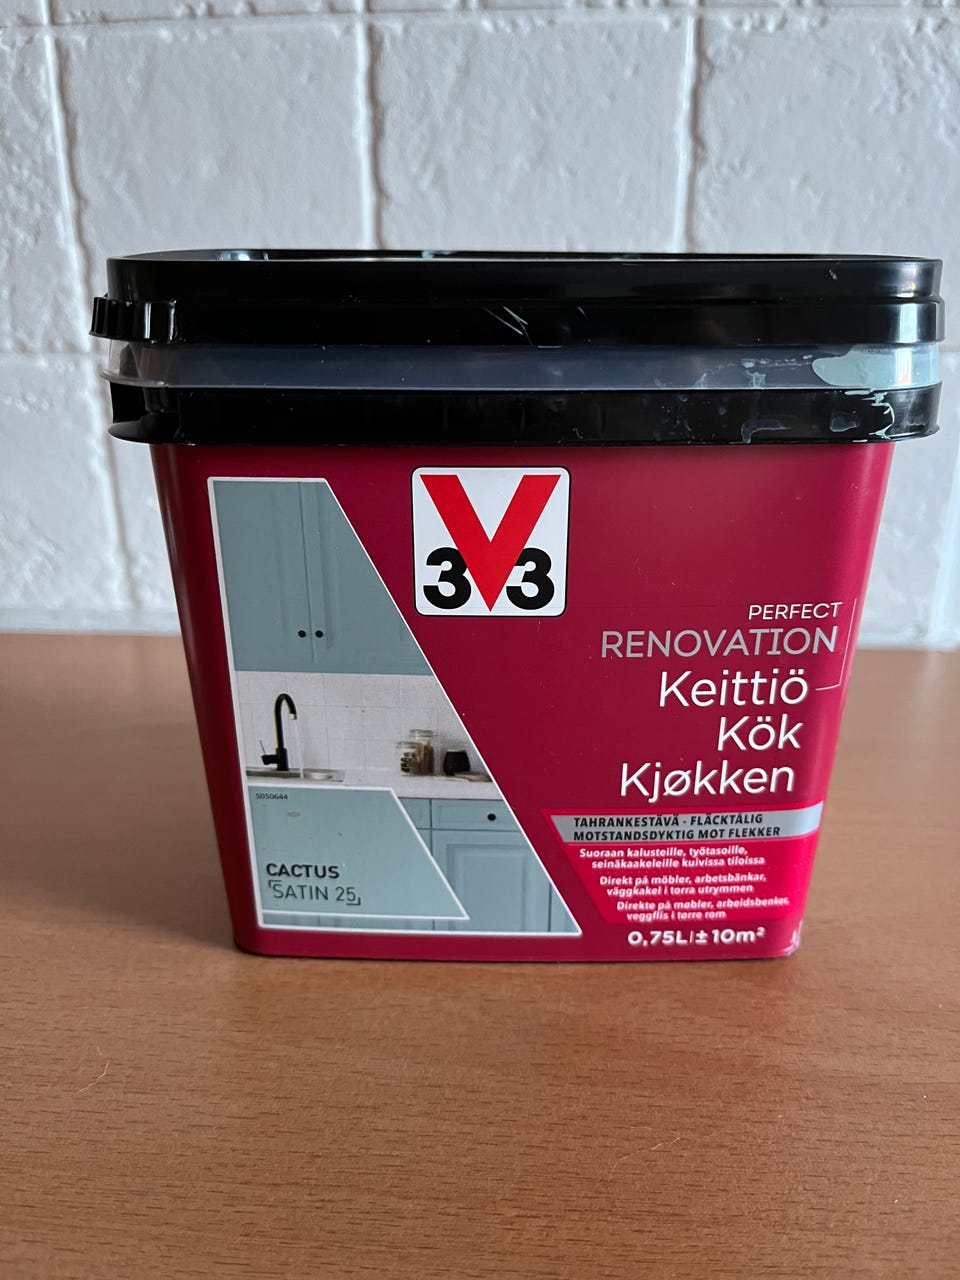 3V3
PERFECT
RENOVATION
Keittiö
Kök
Kjøkken
TAHRANKESTÄVÄ - FLÄCKTÅLIG
MOTSTANDSDYKTIG MOT FLEKKER
Suoraan kalusteille, työtasoille,
seinäkaakeleille kuivissa tiloissa
Direkt på möbler, arbetsbänkar,
väggkakel i torra utrymmen
Direkte på møbler, arbeidsbenker,
veggflis i tørre rom
0,75L | ± 10m²
5050644
CACTUS
SATIN 25